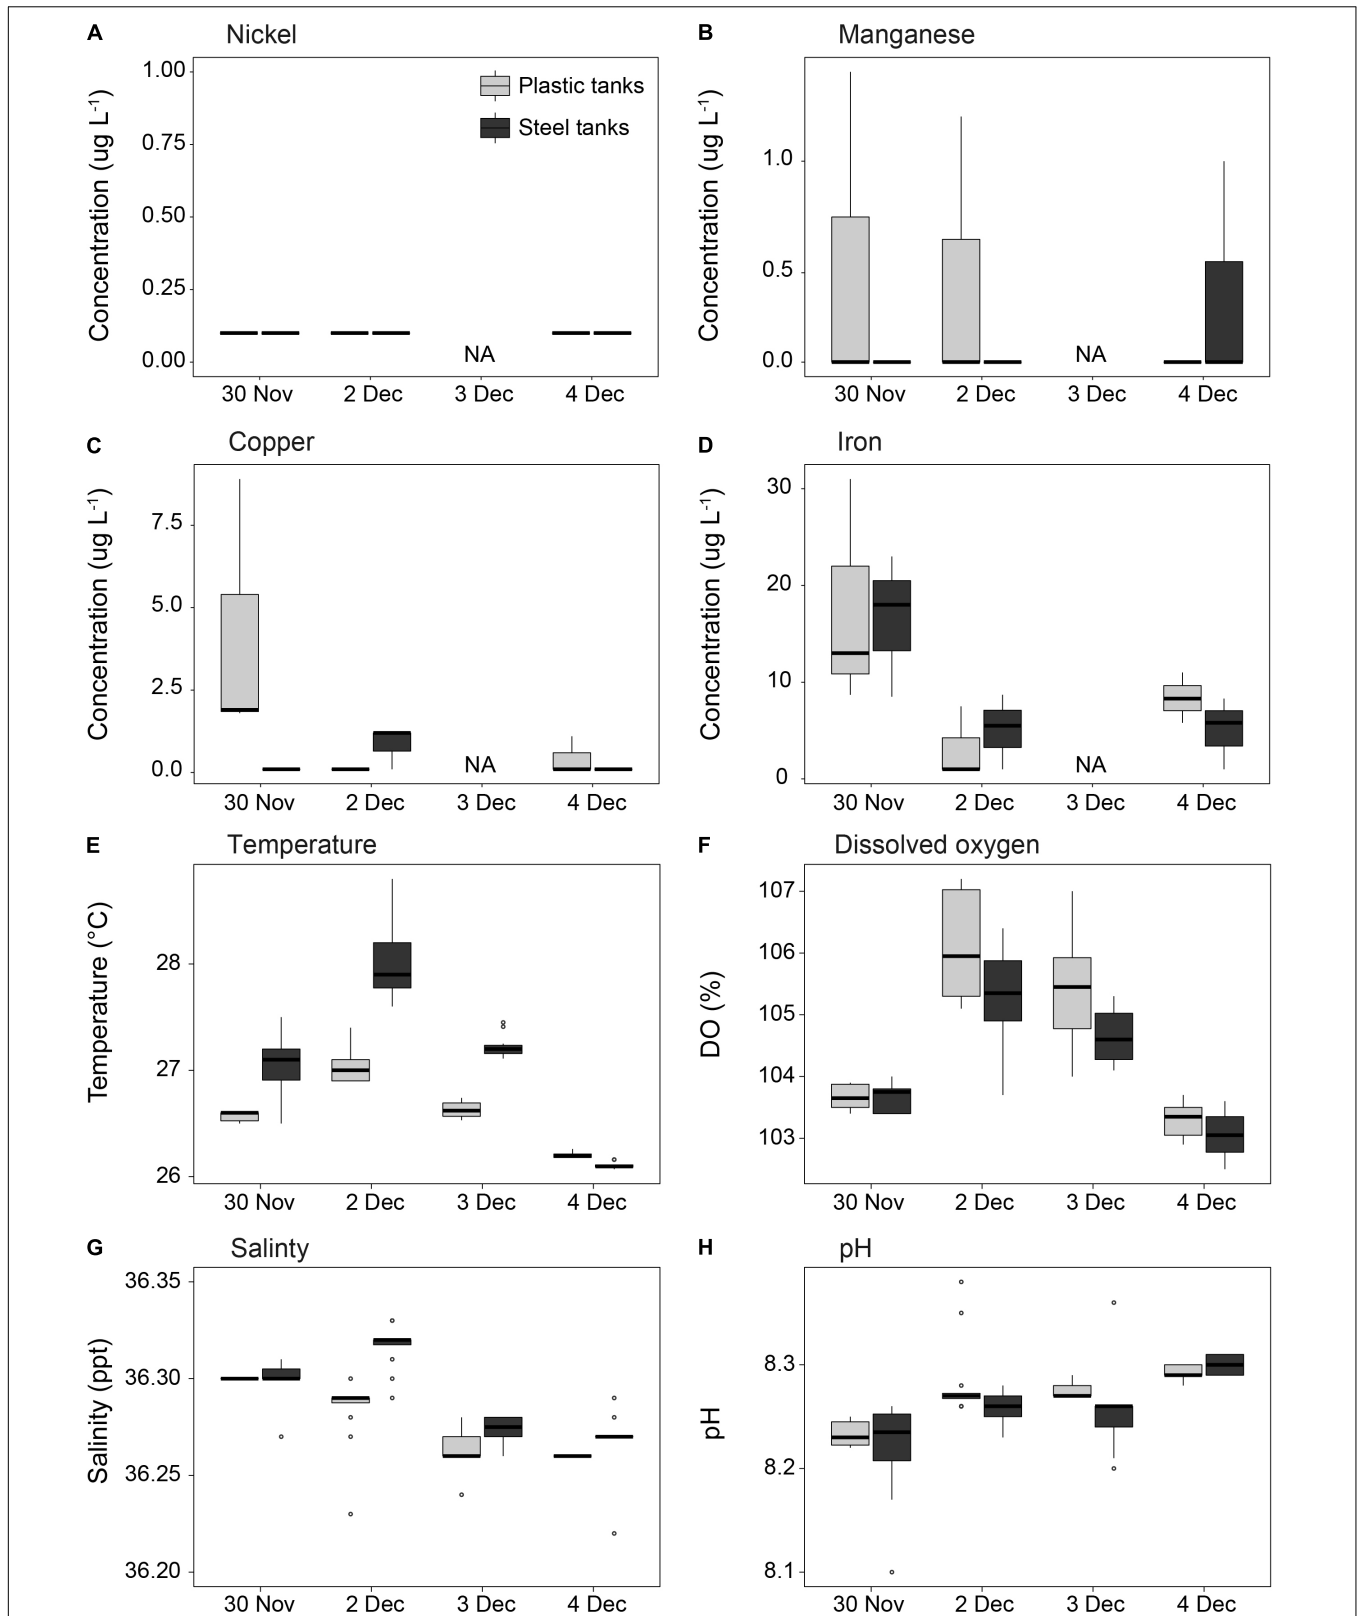 A Nickel
Concentration (ug L-1)
1.00
0.75
0.50
0.25
0.00
Plastic tanks
Steel tanks
NA
30 Nov 2 Dec 3 Dec 4 Dec
B Manganese
Concentration (ug L-1)
1.0
0.5
0.0
NA
30 Nov 2 Dec 3 Dec 4 Dec
C Copper
Concentration (ug L-1)
7.5
5.0
2.5
0.0
NA
30 Nov 2 Dec 3 Dec 4 Dec
D Iron
Concentration (ug L-1)
30
20
10
0
NA
30 Nov 2 Dec 3 Dec 4 Dec
E Temperature
Temperature (°C)
28
27
26
30 Nov 2 Dec 3 Dec 4 Dec
F Dissolved oxygen
DO (%)
107
106
105
104
103
30 Nov 2 Dec 3 Dec 4 Dec
G Salinty
Salinity (ppt)
36.35
36.30
36.25
36.20
30 Nov 2 Dec 3 Dec 4 Dec
H pH
pH
8.3
8.2
8.1
30 Nov 2 Dec 3 Dec 4 Dec